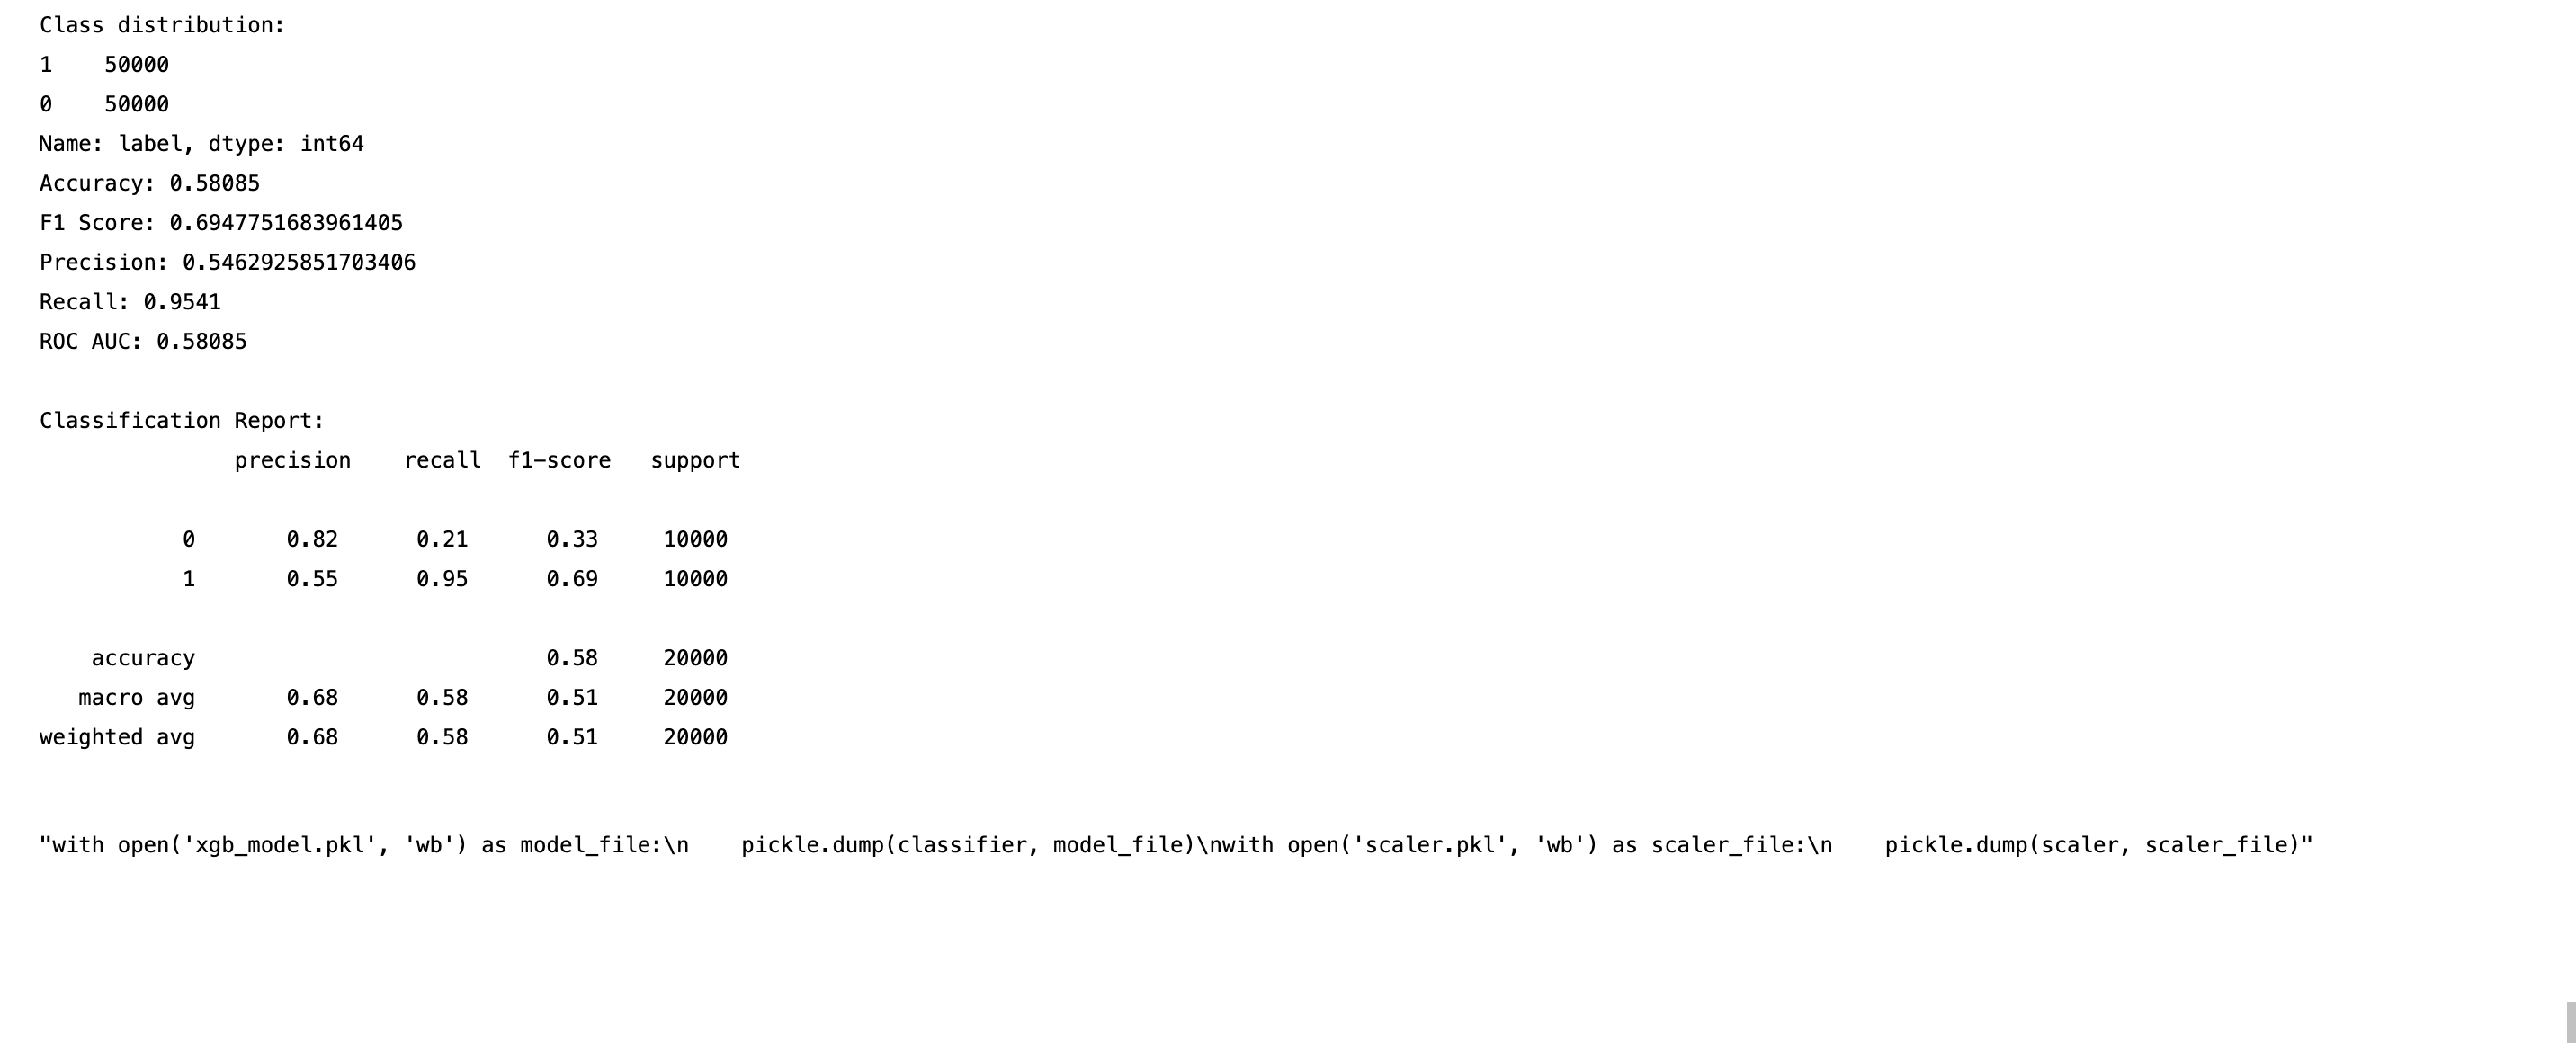 Class distribution:
1    50000
0    50000
Name: label, dtype: int64
Accuracy: 0.58085
F1 Score: 0.6947751683961405
Precision: 0.5462925851703406
Recall: 0.9541
ROC AUC: 0.58085
Classification Report:
               precision    recall  f1-score   support
           0       0.82      0.21      0.33     10000
           1       0.55      0.95      0.69     10000
    accuracy                           0.58     20000
   macro avg       0.68      0.58      0.51     20000
weighted avg       0.68      0.58      0.51     20000
"with open('xgb_model.pkl', 'wb') as model_file:\n    pickle.dump(classifier, model_file)\nwith open('scaler.pkl', 'wb') as scaler_file:\n    pickle.dump(scaler, scaler_file)"